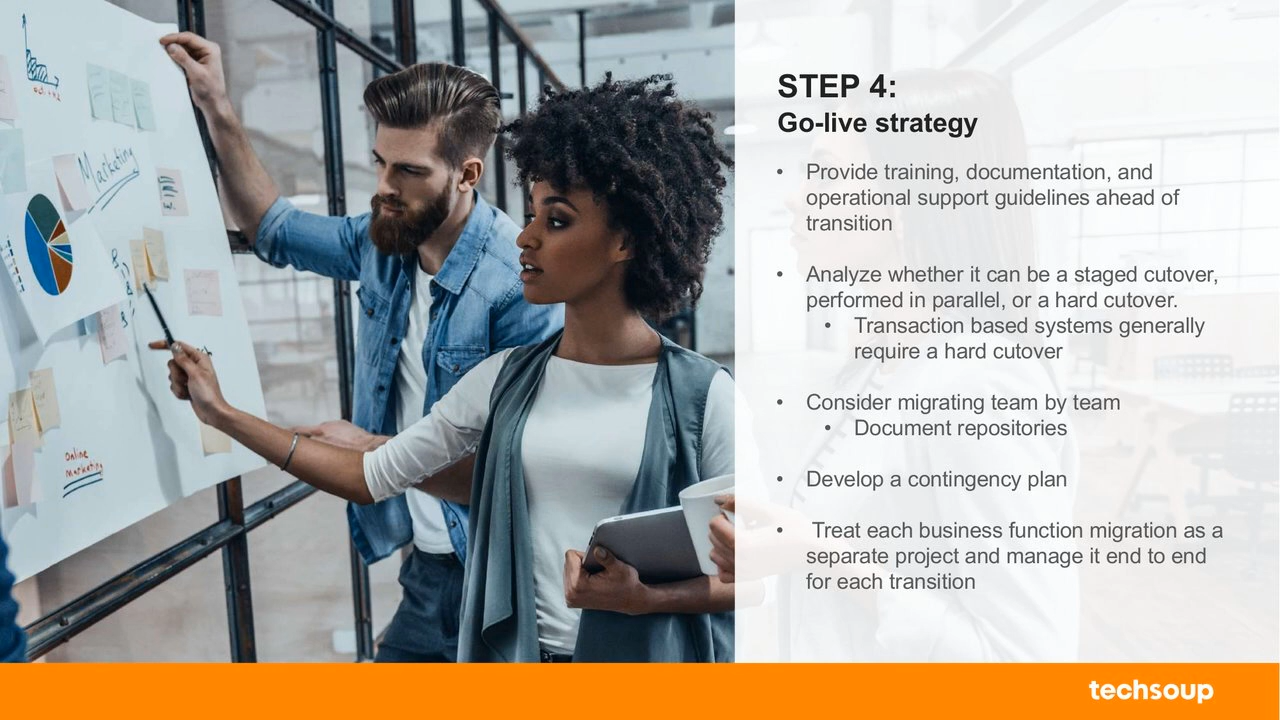 Marketing
Online
Marketing
STEP 4:
Go-live strategy
• Provide training, documentation, and
operational support guidelines ahead of
transition
• Analyze whether it can be a staged cutover,
performed in parallel, or a hard cutover.
• Transaction based systems generally
require a hard cutover
• Consider migrating team by team
• Document repositories
• Develop a contingency plan
• Treat each business function migration as a
separate project and manage it end to end
for each transition
techsoup